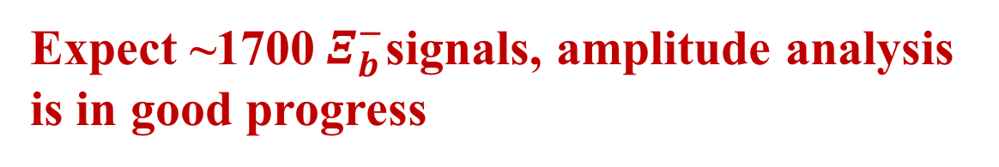 Expect ~1700 Ξ_b^− signals, amplitude analysis
is in good progress